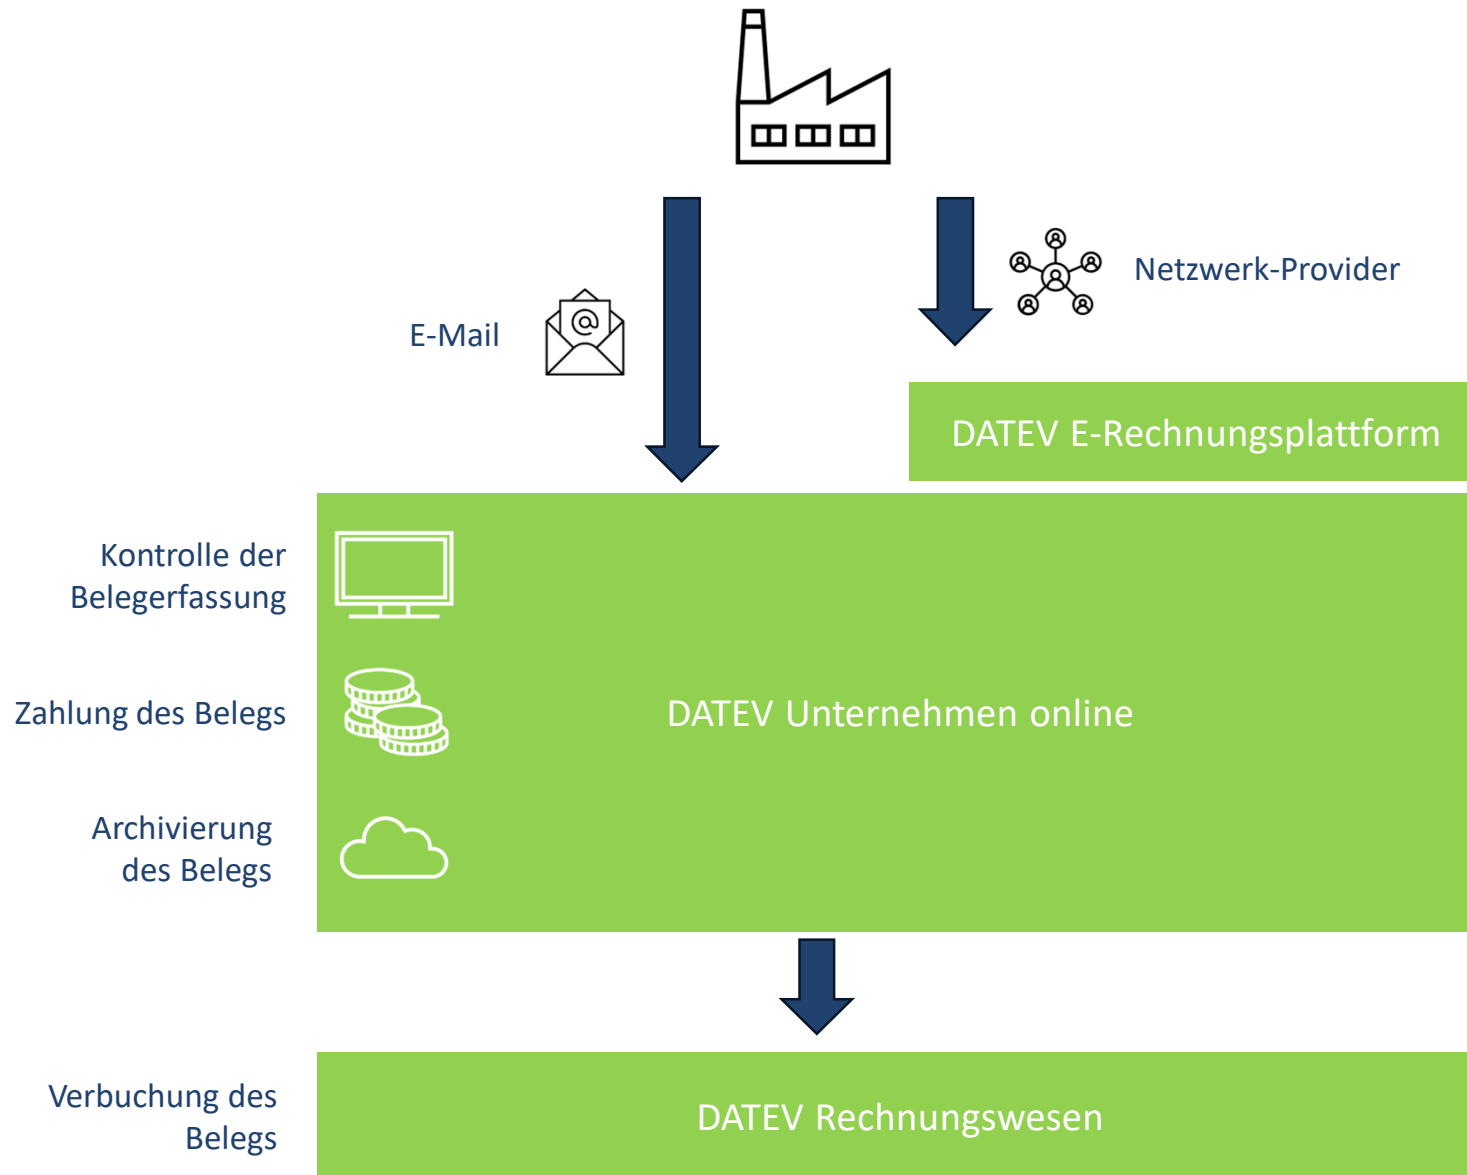 Netzwerk-Provider
E-Mail
@
DATEV E-Rechnungsplattform
Kontrolle der
Belegerfassung
Zahlung des Belegs
DATEV Unternehmen online
Archivierung
des Belegs
Verbuchung des
Belegs
DATEV Rechnungswesen